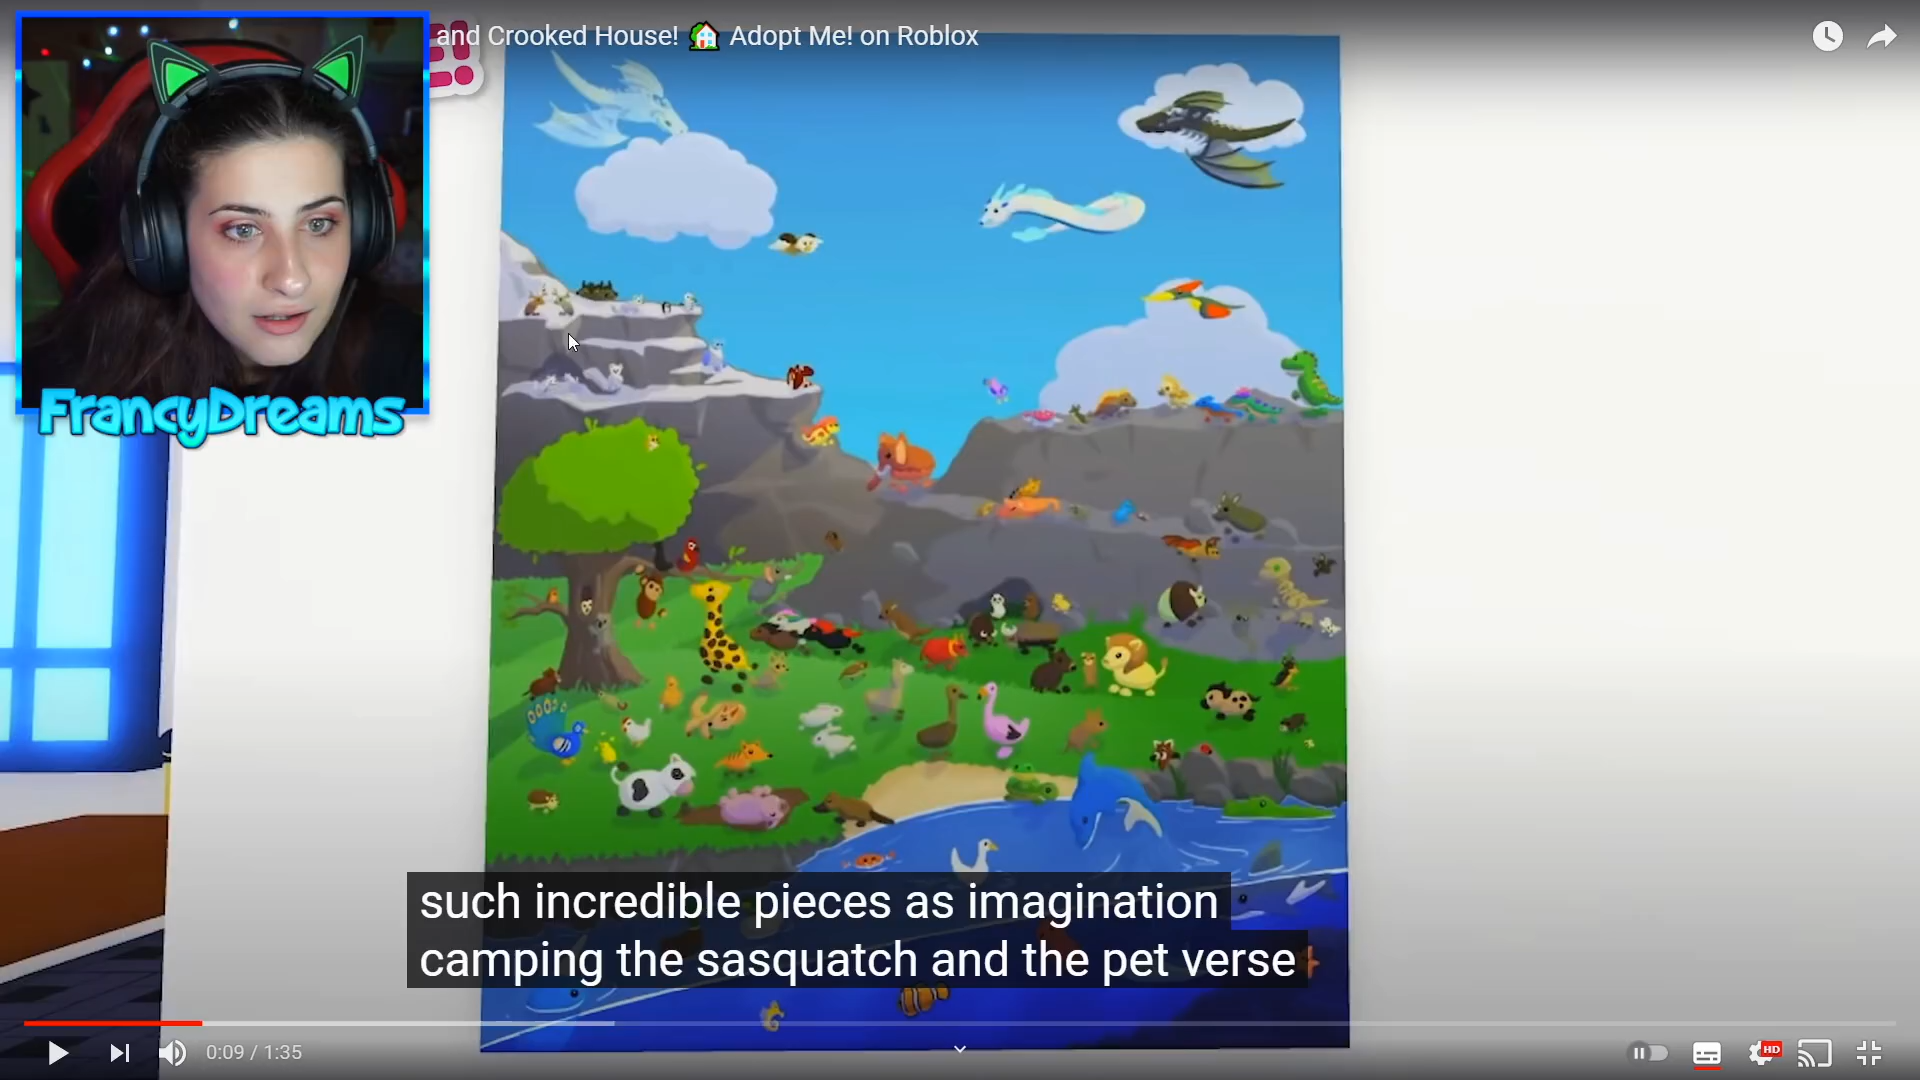 and Crooked House! 🏠 Adopt Me! on Roblox
FrancyDreams
such incredible pieces as imagination
camping the sasquatch and the pet verse
0:09 / 1:35
HD